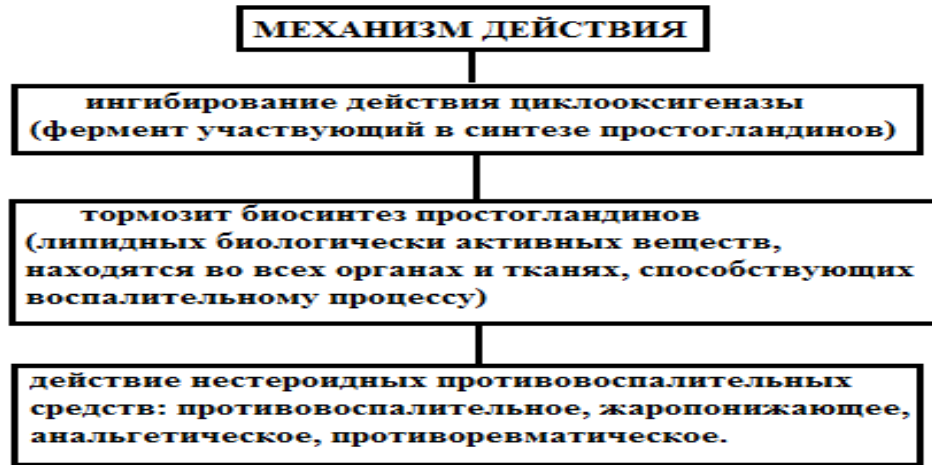 МЕХАНИЗМ ДЕЙСТВИЯ
ингибирование действия циклооксигеназы
(фермент участвующий в синтезе простогландинов)
тормозит биосинтез простогландинов
(липидных биологически активных веществ,
находятся во всех органах и тканях, способствующих
воспалительному процессу)
действие нестероидных противовоспалительных
средств: противовоспалительное, жаропонижающее,
анальгетическое, противоревматическое.